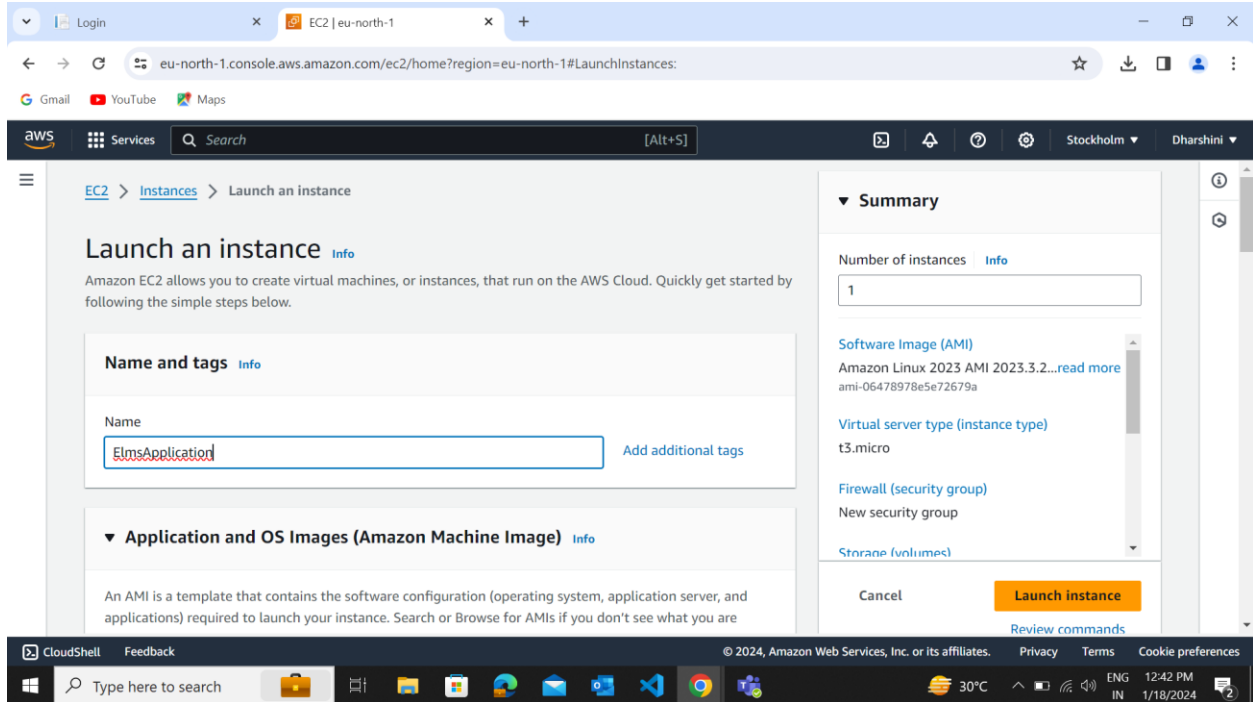 Login
EC2 | eu-north-1
eu-north-1.console.aws.amazon.com/ec2/home?region=eu-north-1#LaunchInstances:
Gmail YouTube Maps
aws Services Search [Alt+S] Stockholm Dharshini
EC2 > Instances > Launch an instance
Launch an instance Info
Amazon EC2 allows you to create virtual machines, or instances, that run on the AWS Cloud. Quickly get started by
following the simple steps below.
Name and tags Info
Name
ElmsApplication
Add additional tags
Application and OS Images (Amazon Machine Image) Info
An AMI is a template that contains the software configuration (operating system, application server, and
applications) required to launch your instance. Search or Browse for AMIs if you don't see what you are
Summary
Number of instances Info
1
Software Image (AMI)
Amazon Linux 2023 AMI 2023.3.2...read more
ami-06478978e5e72679a
Virtual server type (instance type)
t3.micro
Firewall (security group)
New security group
Storage (volumes)
Cancel
Launch instance
Review commands
CloudShell Feedback © 2024, Amazon Web Services, Inc. or its affiliates. Privacy Terms Cookie preferences
Type here to search
30°C
ENG
IN
12:42 PM
1/18/2024
2